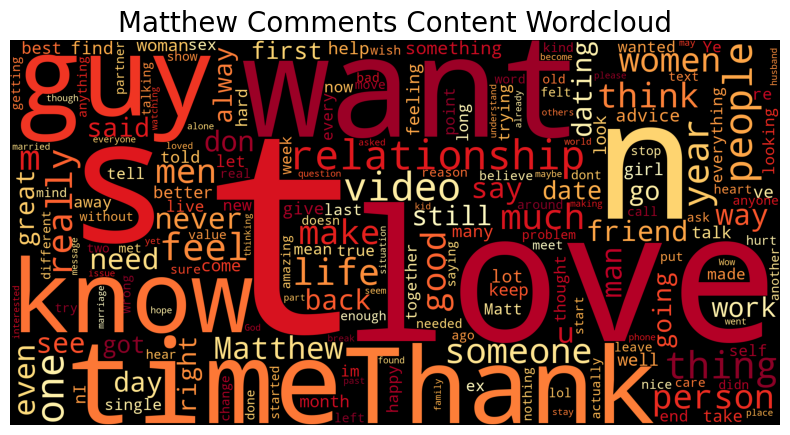 Matthew Comments Content Wordcloud
best find woman sex first help wish something kind wanted may Ye
getting anything partner show alway become old text women
guy talking want dating please people husband
though watching hard now bad move word felt others think looking
said every feeling point long understand trying already look advice everything re
everyone alone loved week asked world year
m don relationship n
really married men told let real question reason believe maybe dont stop girl heart ve
great mind tell video say date go anyone
s t i love
different away better live new give last around call ask
without never doesn still much friend way
two met value thinking make many problem meet talk hurt
message yet feel need mean true saying
issue sure come amazing life situation together good lot man put another
know marriage hope part seem back enough keep Matt thought going made Wow work
interested try wrong God break needed ago u start phone went
see got Matthew someone thing
even hear im found nothing leave well self
one nI right change done started happy past ex lol actually nice care didn
day time Thank person
single month left family stay end take place
kid making